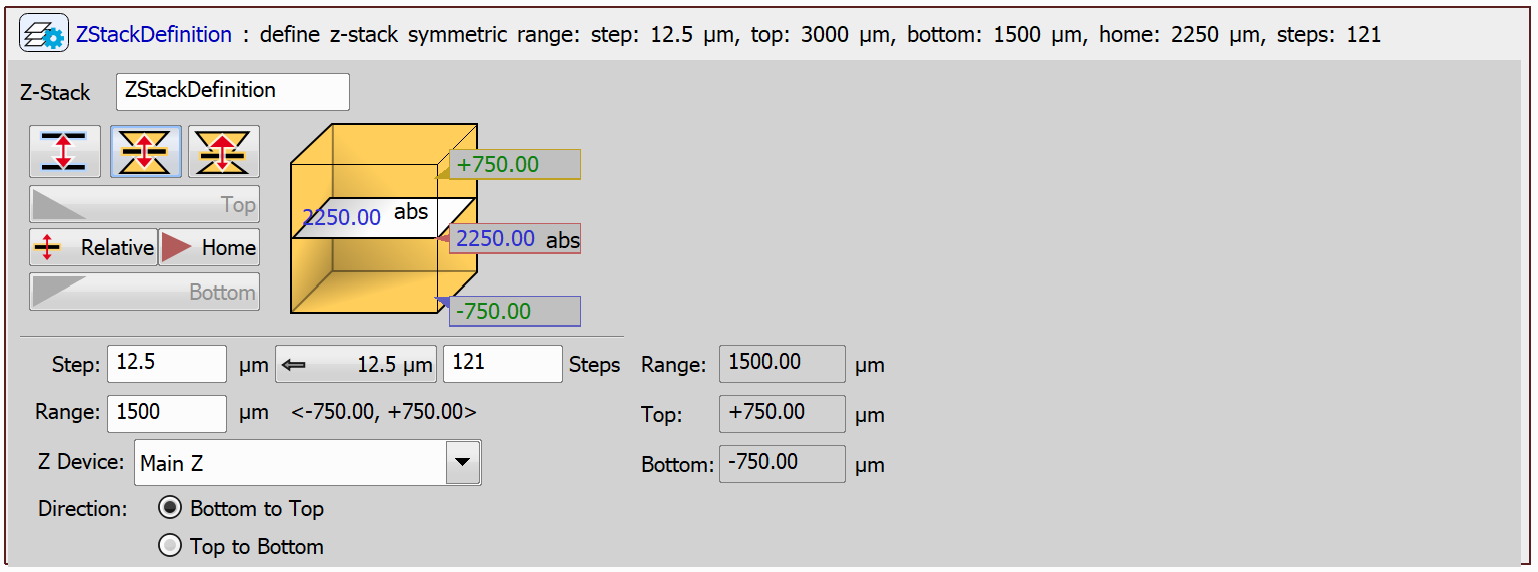 ZStackDefinition : define z-stack symmetric range: step: 12.5 µm, top: 3000 µm, bottom: 1500 µm, home: 2250 µm, steps: 121
Z-Stack ZStackDefinition
+750.00
Top
2250.00 abs
Relative Home
2250.00 abs
Bottom
-750.00
Step: 12.5 µm 12.5 µm 121 Steps Range: 1500.00 µm
Range: 1500 µm <-750.00, +750.00> Top: +750.00 µm
Z Device: Main Z Bottom: -750.00 µm
Direction: Bottom to Top
Top to Bottom